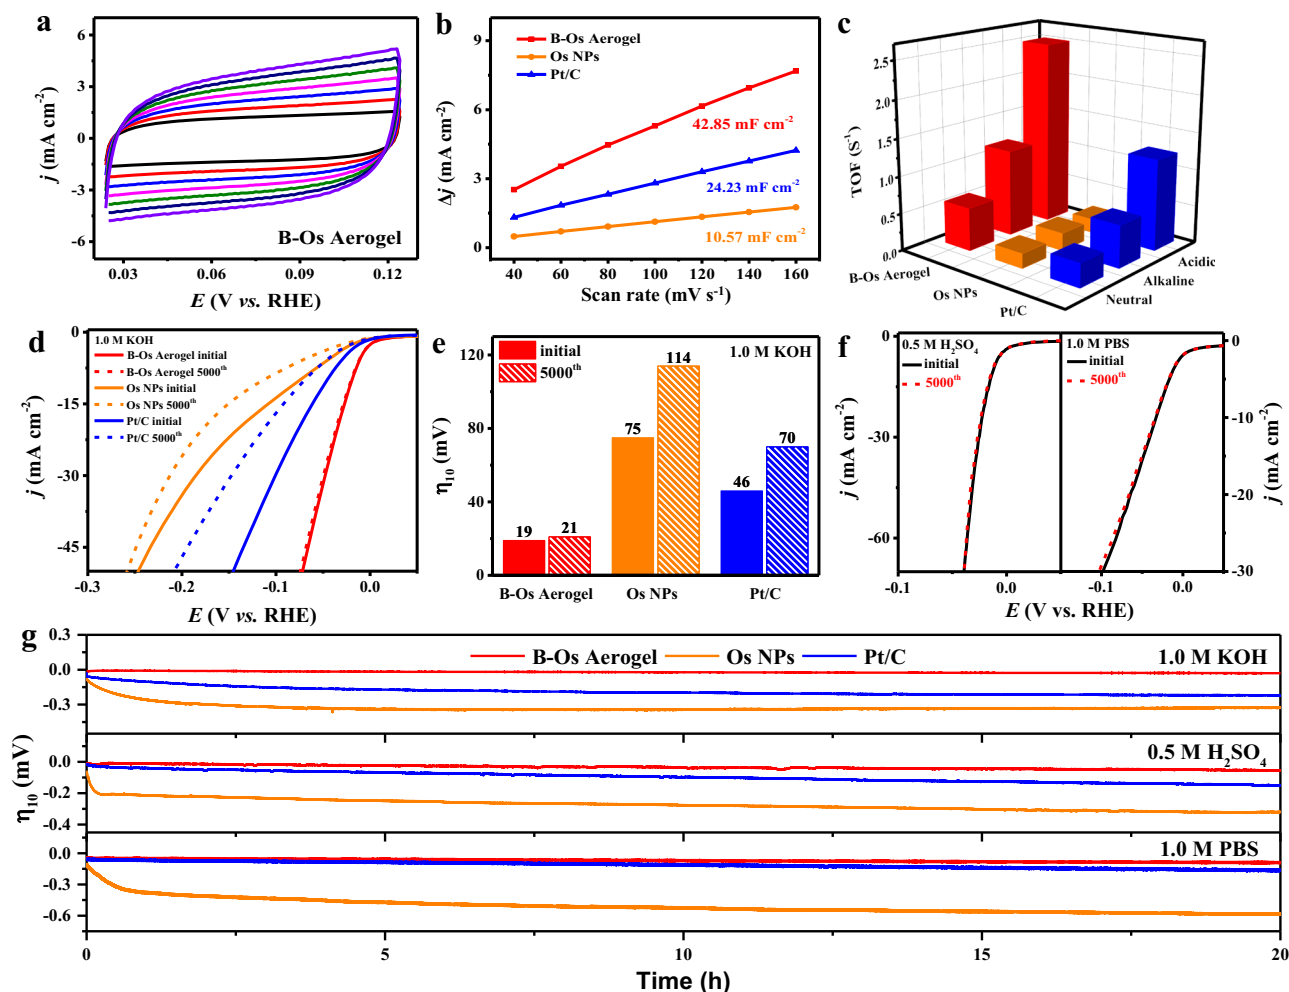 a
6
3
0
-3
-6
j (mA cm⁻²)
B-Os Aerogel
0.03 0.06 0.09 0.12
E (V vs. RHE)
b
9
6
3
0
Δj (mA cm⁻²)
B-Os Aerogel
Os NPs
Pt/C
42.85 mF cm⁻²
24.23 mF cm⁻²
10.57 mF cm⁻²
40 60 80 100 120 140 160
Scan rate (mV s⁻¹)
c
2.5
2.0
1.5
1.0
0.5
0.0
TOF (S⁻¹)
B-Os Aerogel
Os NPs
Pt/C
Neutral
Alkaline
Acidic
d
0
-15
-30
-45
j (mA cm⁻²)
1.0 M KOH
B-Os Aerogel initial
B-Os Aerogel 5000th
Os NPs initial
Os NPs 5000th
Pt/C initial
Pt/C 5000th
-0.3 -0.2 -0.1 0.0
E (V vs. RHE)
e
120
80
40
0
η₁₀ (mV)
initial
5000th
1.0 M KOH
19 21 75 114 46 70
B-Os Aerogel Os NPs Pt/C
f
0
-30
-60
j (mA cm⁻²)
0.5 M H₂SO₄
initial
5000th
1.0 M PBS
initial
5000th
0
-10
-20
-30
j (mA cm⁻²)
-0.1 0.0 -0.1 0.0
E (V vs. RHE)
g
0.3
0.0
-0.3
B-Os Aerogel Os NPs Pt/C
1.0 M KOH
η₁₀ (mV)
0.0
-0.2
-0.4
0.5 M H₂SO₄
0.0
-0.3
-0.6
1.0 M PBS
0 5 10 15 20
Time (h)